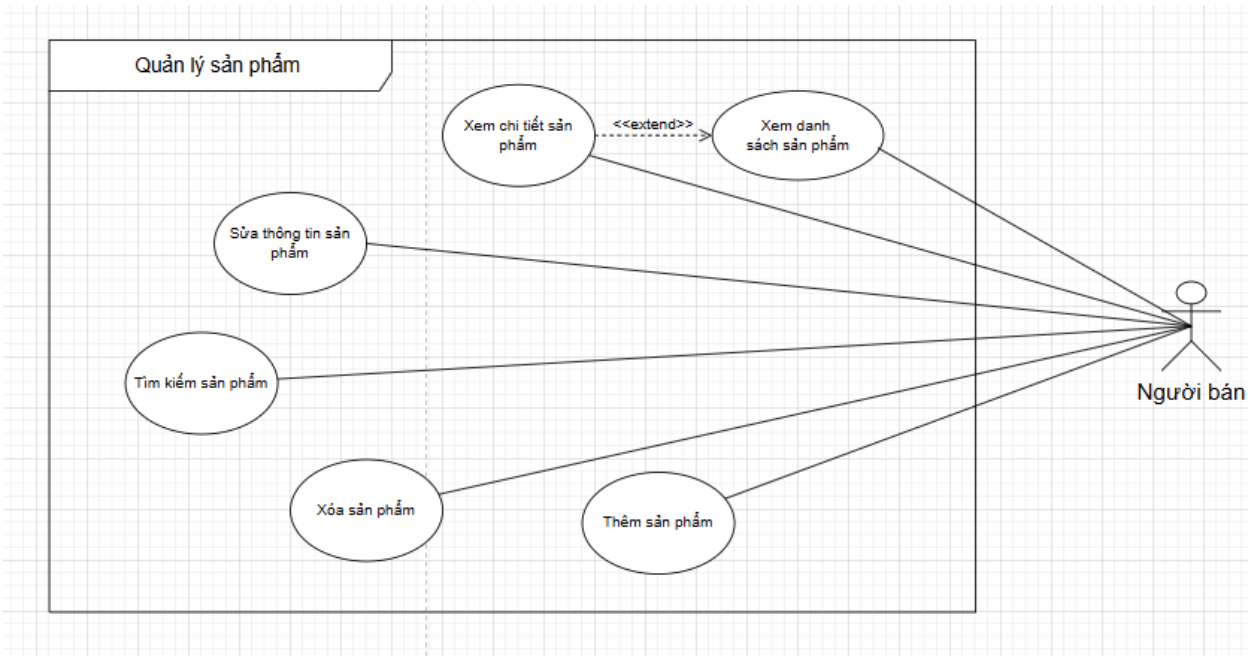 Quản lý sản phẩm
Xem chi tiết sản
phẩm
<<extend>>
Xem danh
sách sản phẩm
Sửa thông tin sản
phẩm
Tìm kiếm sản phẩm
Người bán
Xóa sản phẩm
Thêm sản phẩm